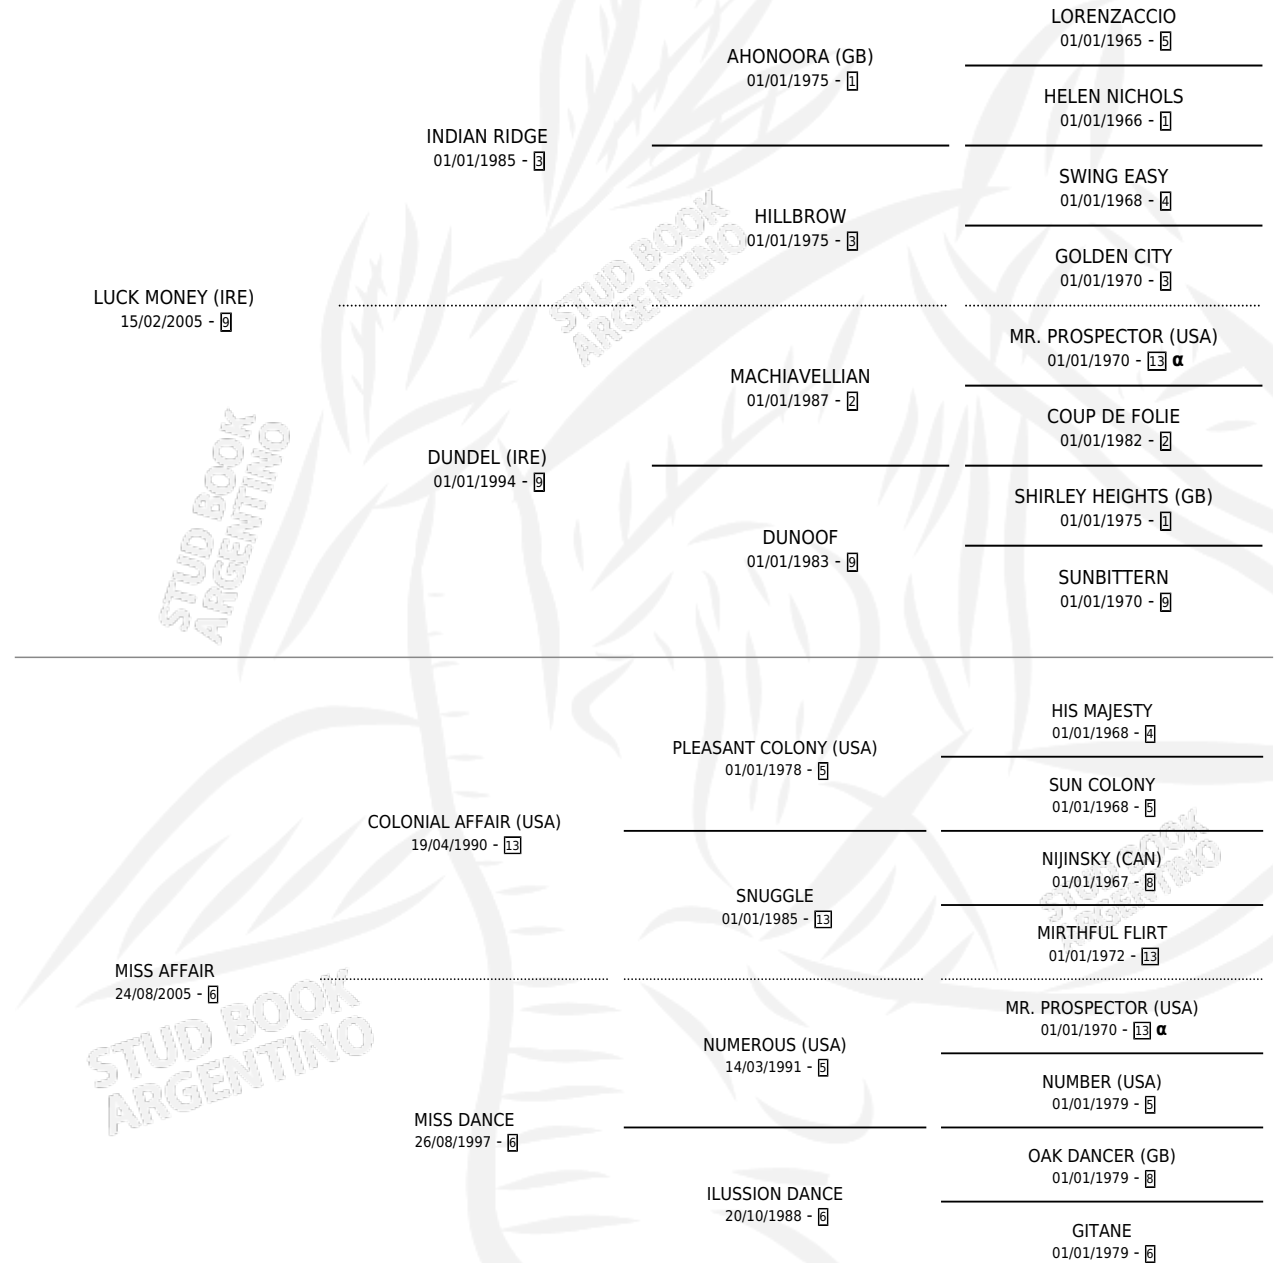 LUCK MONEY (IRE)
15/02/2005 - 9
INDIAN RIDGE
01/01/1985 - 3
AHONOORA (GB)
01/01/1975 - 1
LORENZACCIO
01/01/1965 - 5
HELEN NICHOLS
01/01/1966 - 1
HILLBROW
01/01/1975 - 3
SWING EASY
01/01/1968 - 4
GOLDEN CITY
01/01/1970 - 3
DUNDEL (IRE)
01/01/1994 - 9
MACHIAVELLIAN
01/01/1987 - 2
MR. PROSPECTOR (USA)
01/01/1970 - 13 α
COUP DE FOLIE
01/01/1982 - 2
DUNOOF
01/01/1983 - 9
SHIRLEY HEIGHTS (GB)
01/01/1975 - 1
SUNBITTERN
01/01/1970 - 9
MISS AFFAIR
24/08/2005 - 6
COLONIAL AFFAIR (USA)
19/04/1990 - 13
PLEASANT COLONY (USA)
01/01/1978 - 5
HIS MAJESTY
01/01/1968 - 4
SUN COLONY
01/01/1968 - 5
SNUGGLE
01/01/1985 - 13
NIJINSKY (CAN)
01/01/1967 - 8
MIRTHFUL FLIRT
01/01/1972 - 13
MISS DANCE
26/08/1997 - 6
NUMEROUS (USA)
14/03/1991 - 5
MR. PROSPECTOR (USA)
01/01/1970 - 13 α
NUMBER (USA)
01/01/1979 - 5
ILUSSION DANCE
20/10/1988 - 6
OAK DANCER (GB)
01/01/1979 - 8
GITANE
01/01/1979 - 6
STUD BOOK
ARGENTINO
STUD BOOK
ARGENTINO
STUD BOOK
ARGENTINO
STUD BOOK
ARGENTINO